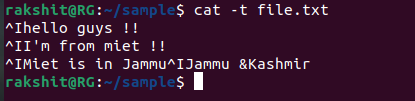 rakshit@RG:~/sample$ cat -t file.txt
^Ihello guys !!
^II'm from miet !!
^IMiet is in Jammu^IJammu &Kashmir
rakshit@RG:~/sample$